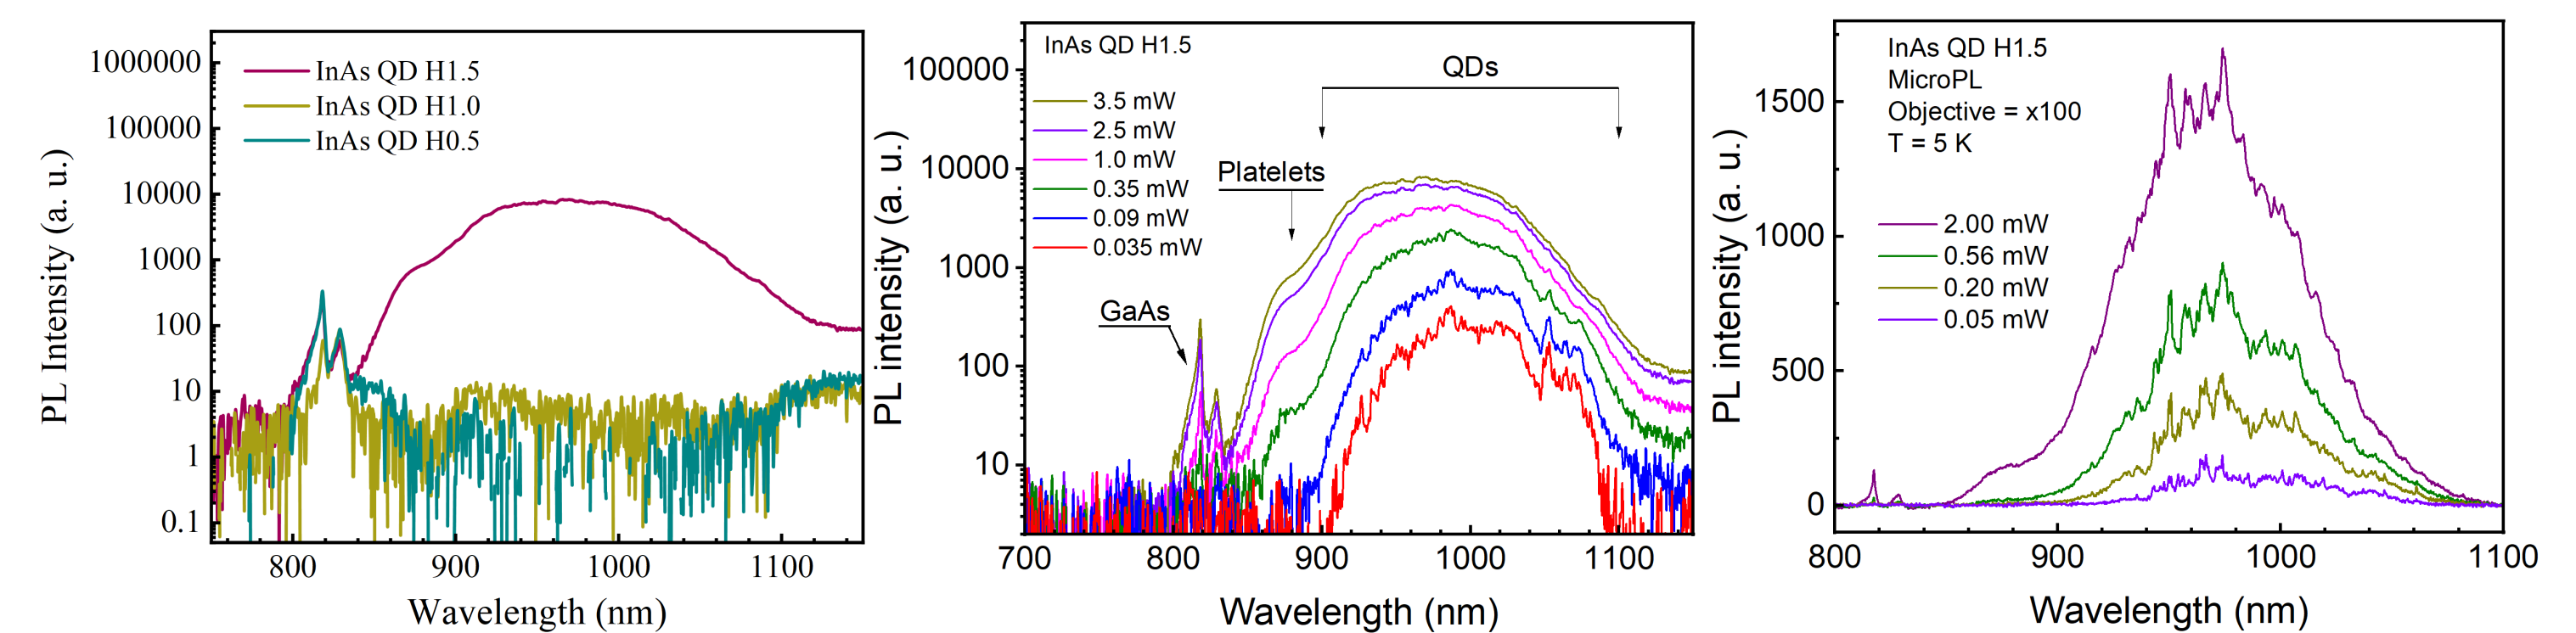 1000000
100000
10000
1000
100
10
1
0.1
PL Intensity (a. u.)
InAs QD H1.5
InAs QD H1.0
InAs QD H0.5
800 900 1000 1100
Wavelength (nm)
100000
10000
1000
100
10
PL intensity (a. u.)
InAs QD H1.5
3.5 mW
2.5 mW
1.0 mW
0.35 mW
0.09 mW
0.035 mW
QDs
Platelets
GaAs
700 800 900 1000 1100
Wavelength (nm)
1500
1000
500
0
PL intensity (a. u.)
InAs QD H1.5
MicroPL
Objective = x100
T = 5 K
2.00 mW
0.56 mW
0.20 mW
0.05 mW
800 900 1000 1100
Wavelength (nm)